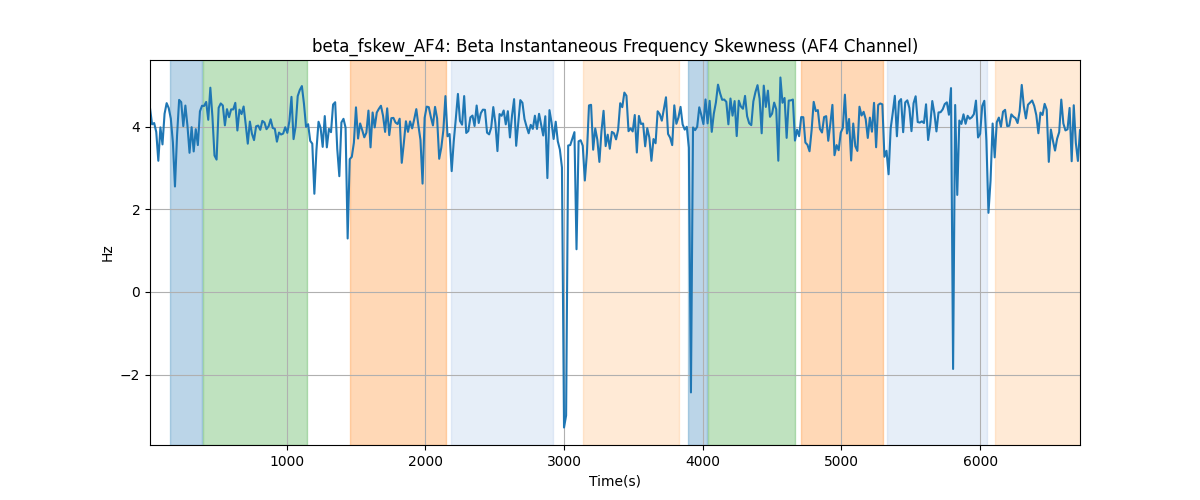 beta_fskew_AF4: Beta Instantaneous Frequency Skewness (AF4 Channel)
4
2
0
−2
Hz
1000 2000 3000 4000 5000 6000
Time(s)